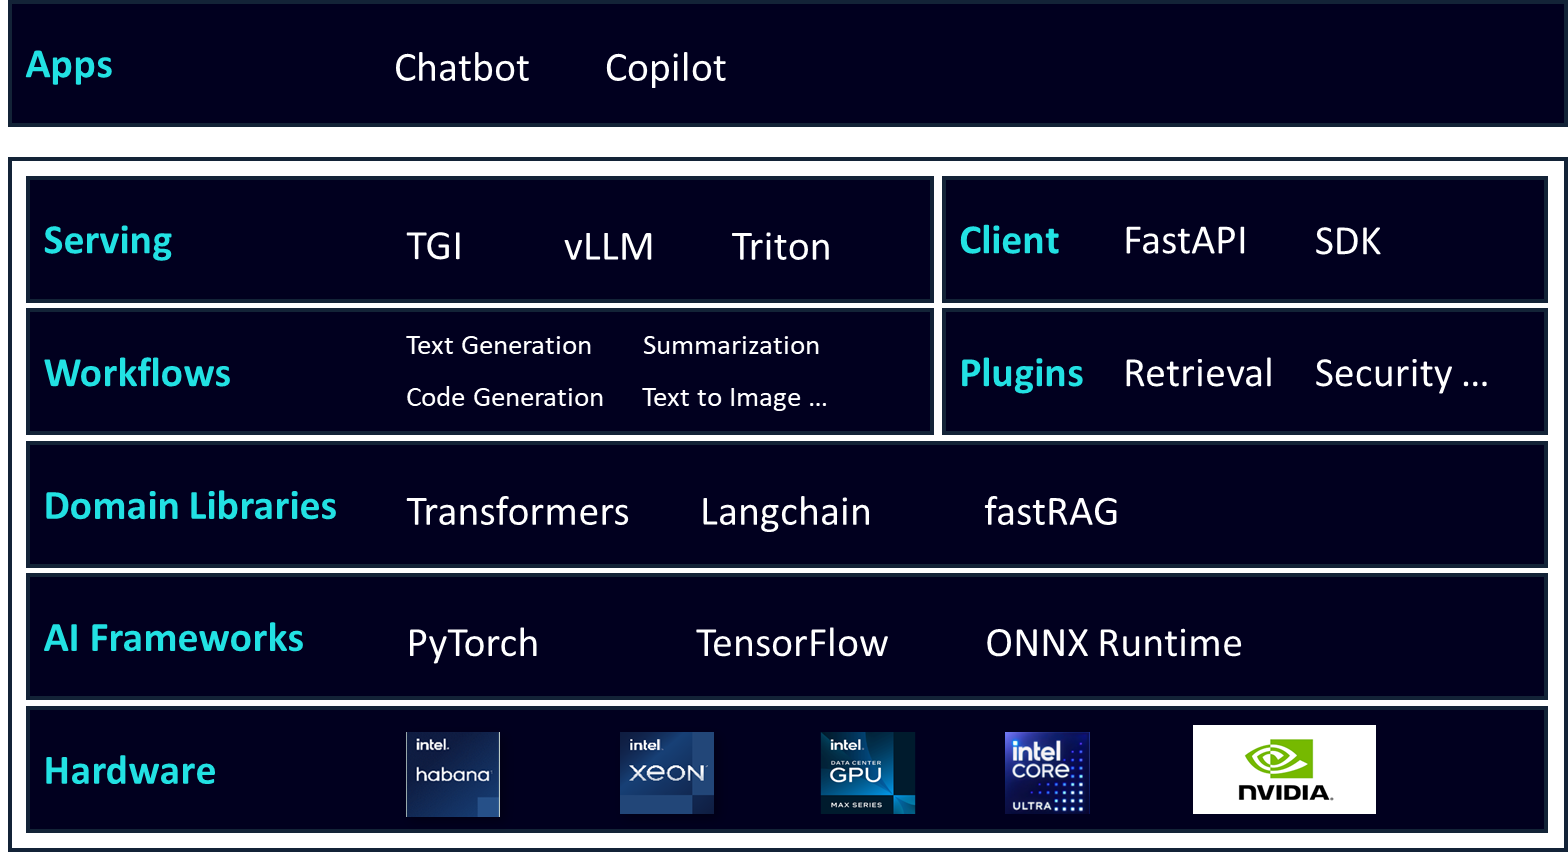 Apps Chatbot Copilot
Serving TGI vLLM Triton
Client FastAPI SDK
Workflows
Text Generation Summarization
Code Generation Text to Image ...
Plugins Retrieval Security ...
Domain Libraries Transformers Langchain fastRAG
AI Frameworks PyTorch TensorFlow ONNX Runtime
Hardware
intel.
habana
intel
xeon
intel.
DATA CENTER
GPU
MAX SERIES
intel
CORE
ULTRA
NVIDIA.